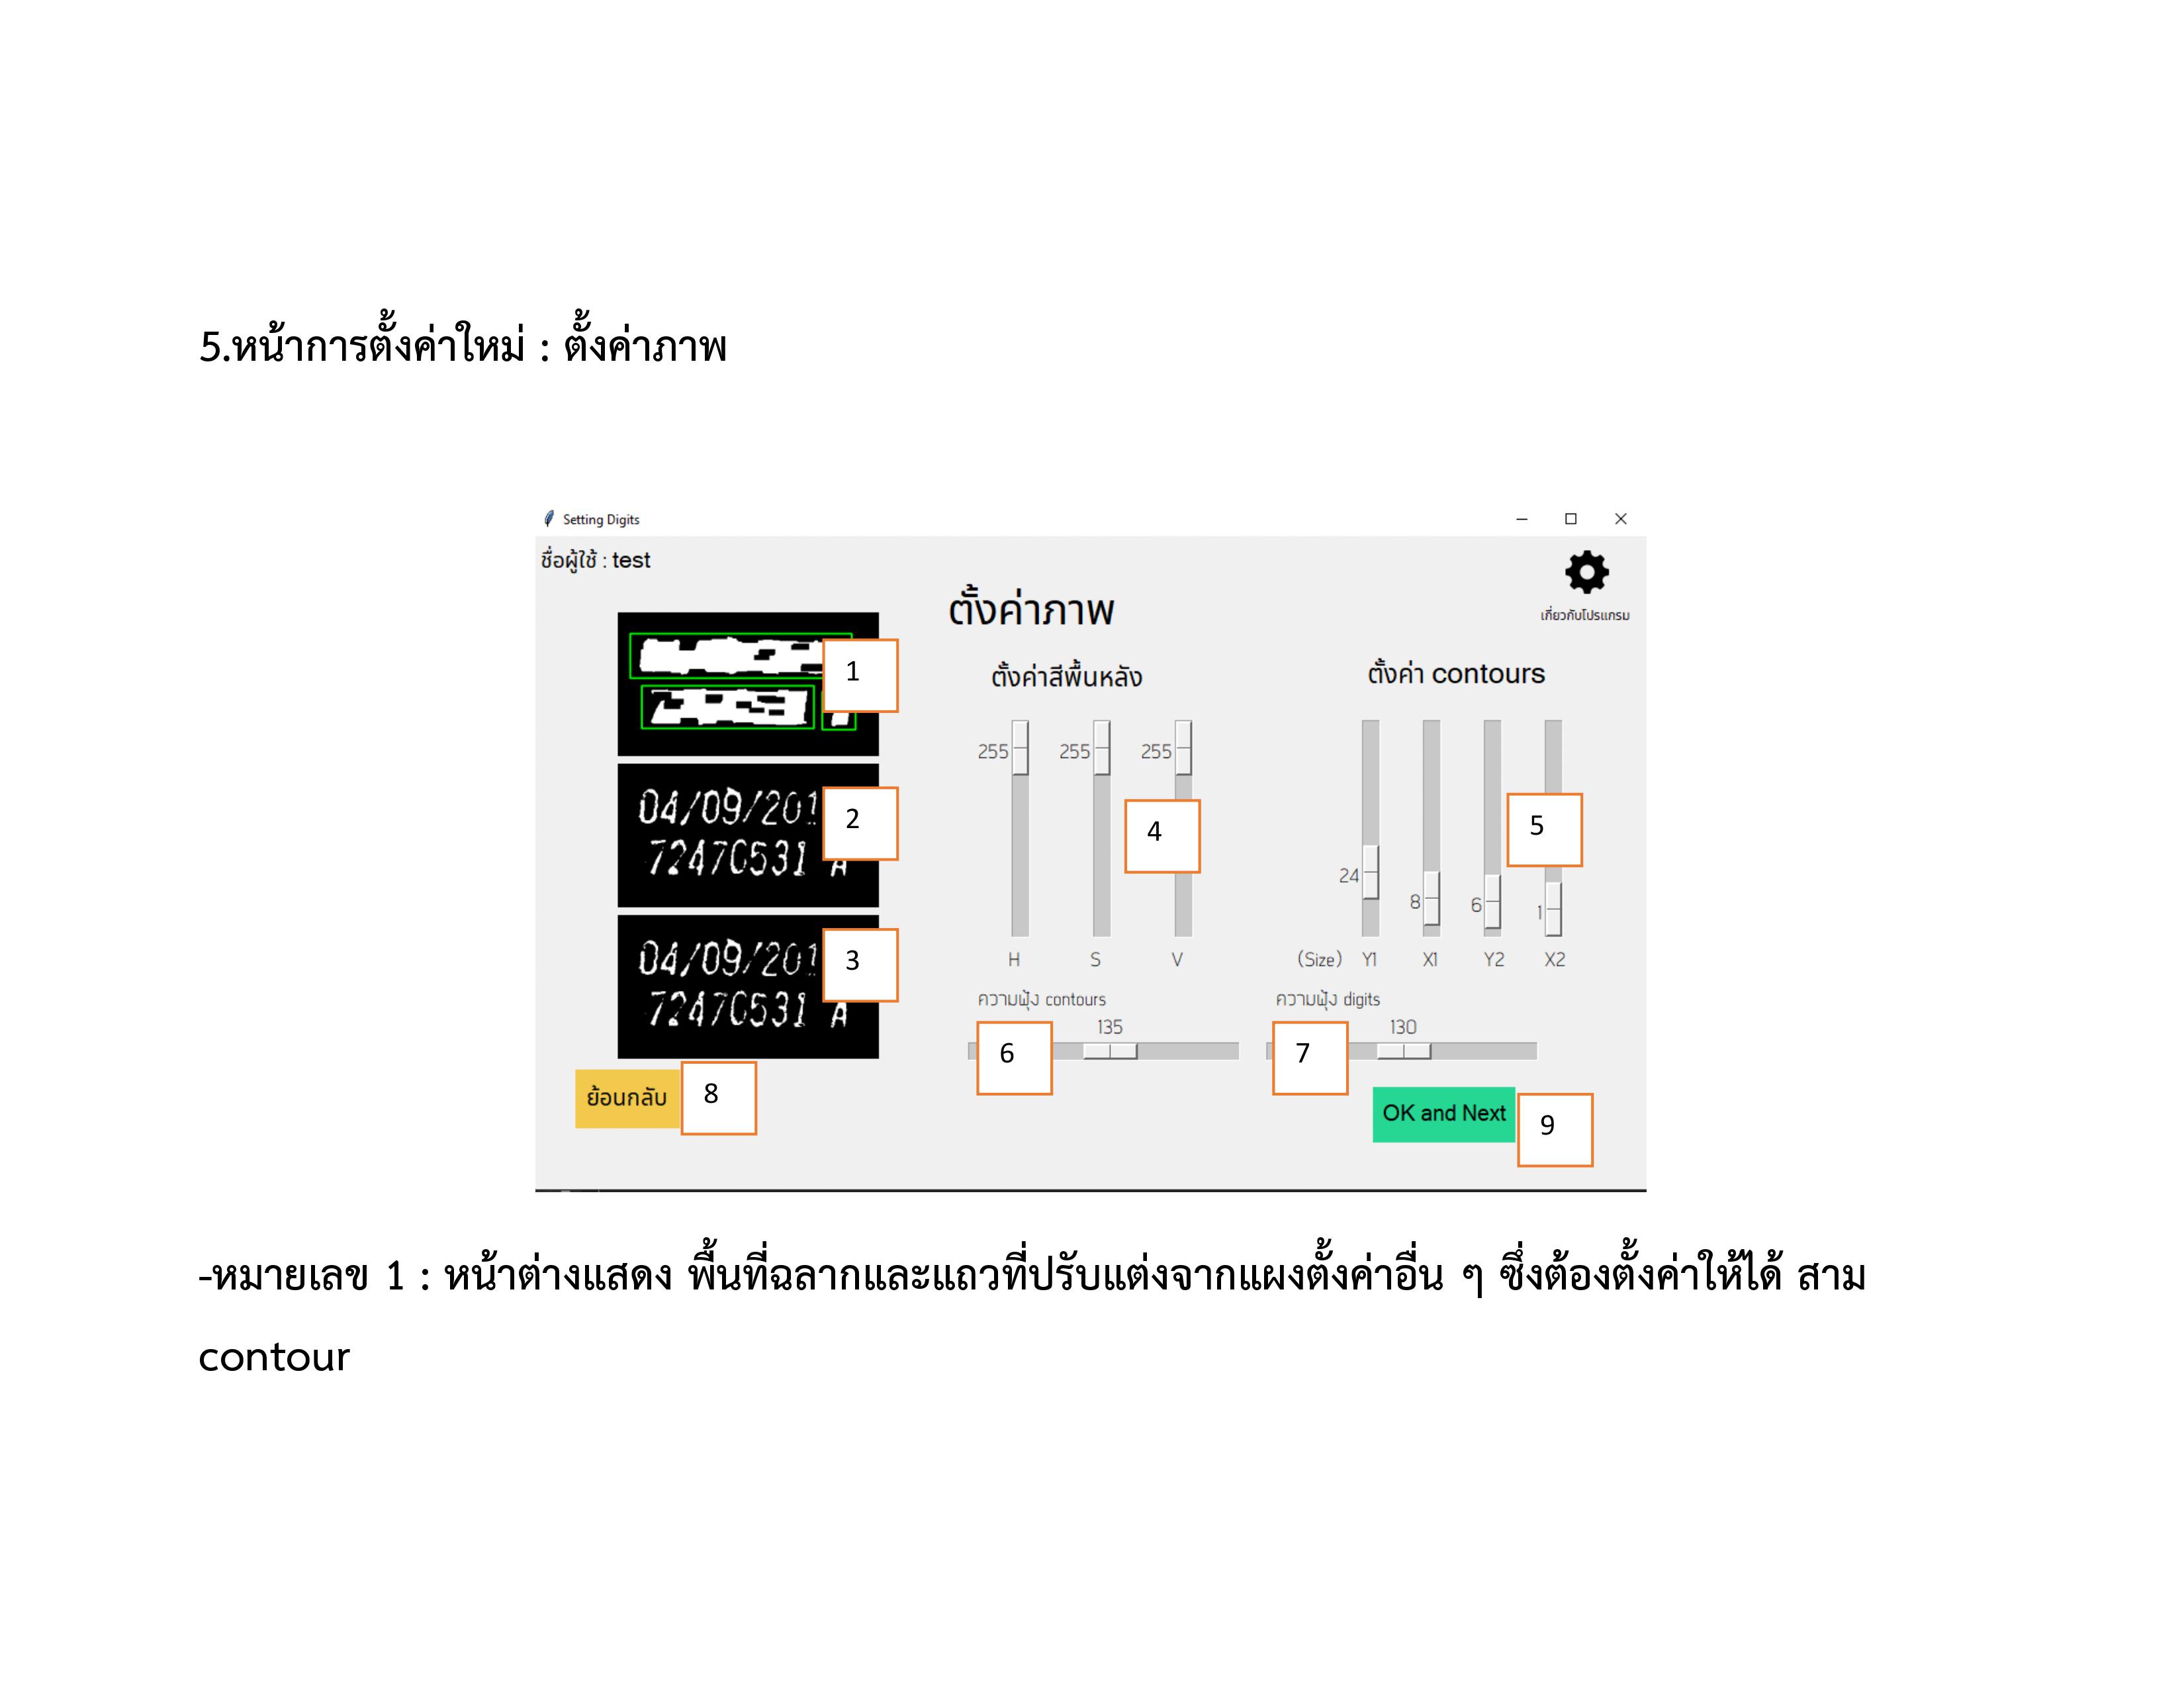 5.หน้าการตั้งค่าใหม่ : ตั้งค่าภาพ
Setting Digits
ชื่อผู้ใช้ : test
เกี่ยวกับโปรแกรม
ตั้งค่าภาพ
ตั้งค่าสีพื้นหลัง
ตั้งค่า contours
1
04/09/201
72470531 A
2
04/09/201
72470531 A
3
255 255 255
4
H S V
24 8 6 1
5
(Size) Y1 X1 Y2 X2
ความฟุ้ง contours
135
6
ความฟุ้ง digits
130
7
ย้อนกลับ
8
OK and Next
9
-หมายเลข 1 : หน้าต่างแสดง พื้นที่ฉลากและแถวที่ปรับแต่งจากแผงตั้งค่าอื่น ๆ ซึ่งต้องตั้งค่าให้ได้ สาม
contour